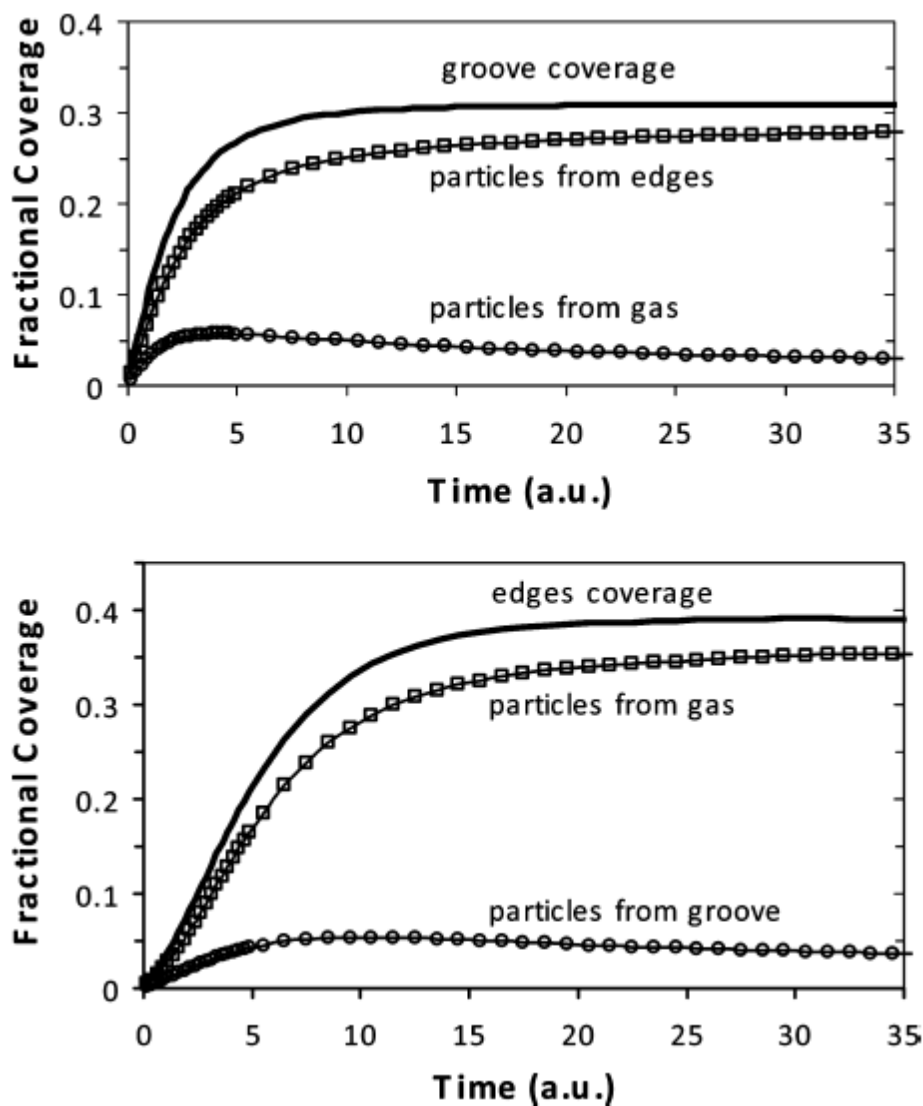 0.4
groove coverage
0.3
particles from edges
0.2
0.1
particles from gas
0
0 5 10 15 20 25 30 35
Fractional Coverage
Time (a.u.)
edges coverage
0.4
particles from gas
0.3
0.2
0.1
particles from groove
0
0 5 10 15 20 25 30 35
Fractional Coverage
Time (a.u.)